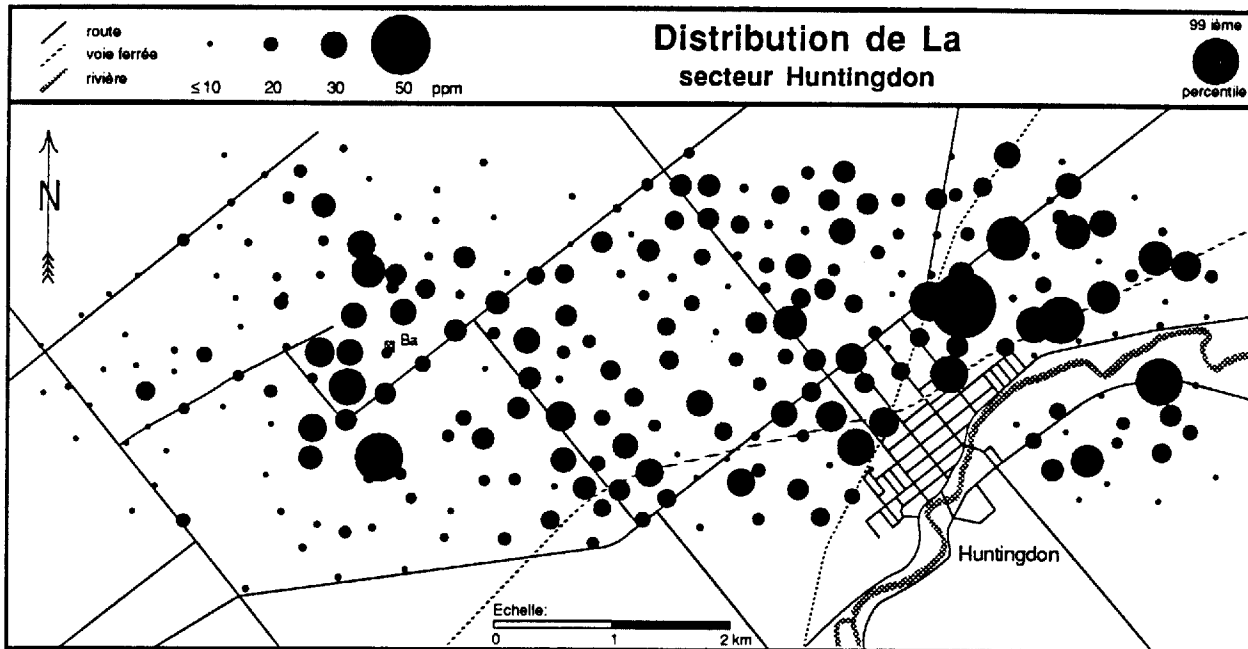 route
voie ferrée
rivière
≤ 10 20 30 50 ppm
Distribution de La
secteur Huntingdon
99 ième
percentile
N
Ba
Huntingdon
Echelle:
0 1 2 km